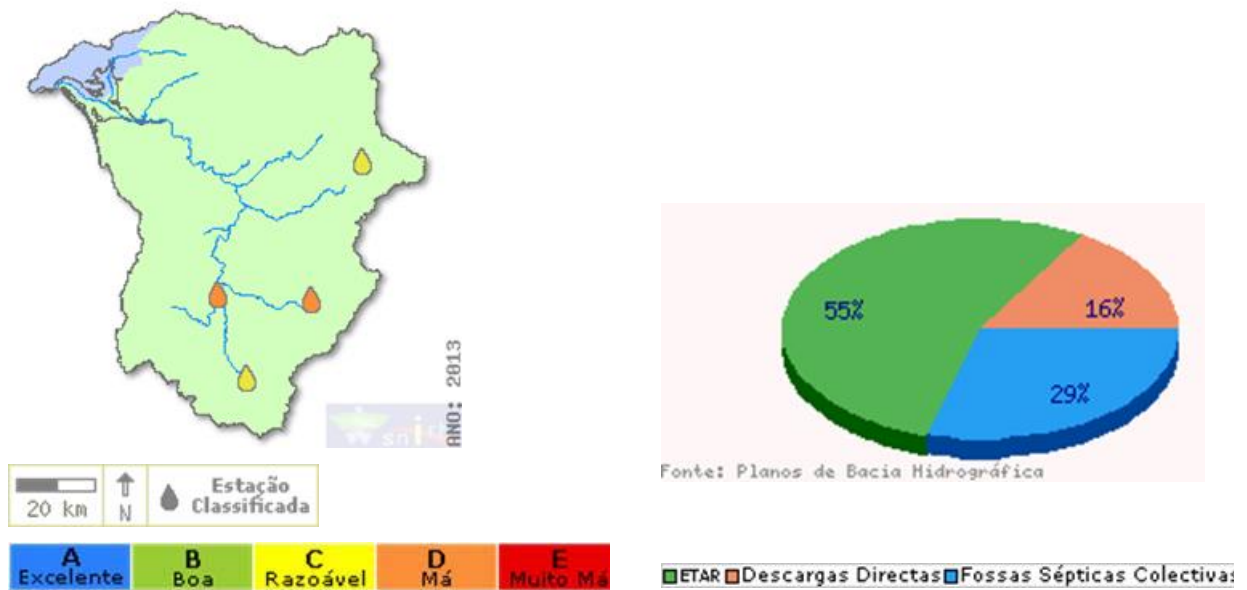 ANO: 2013
20 km
N
Estação
Classificada
A
Excelente
B
Boa
C
Razoável
D
Má
E
Muito Má
55%
16%
29%
Fonte: Planos de Bacia Hidrográfica
ETAR
Descargas Directas
Fossas Sépticas Colectivas